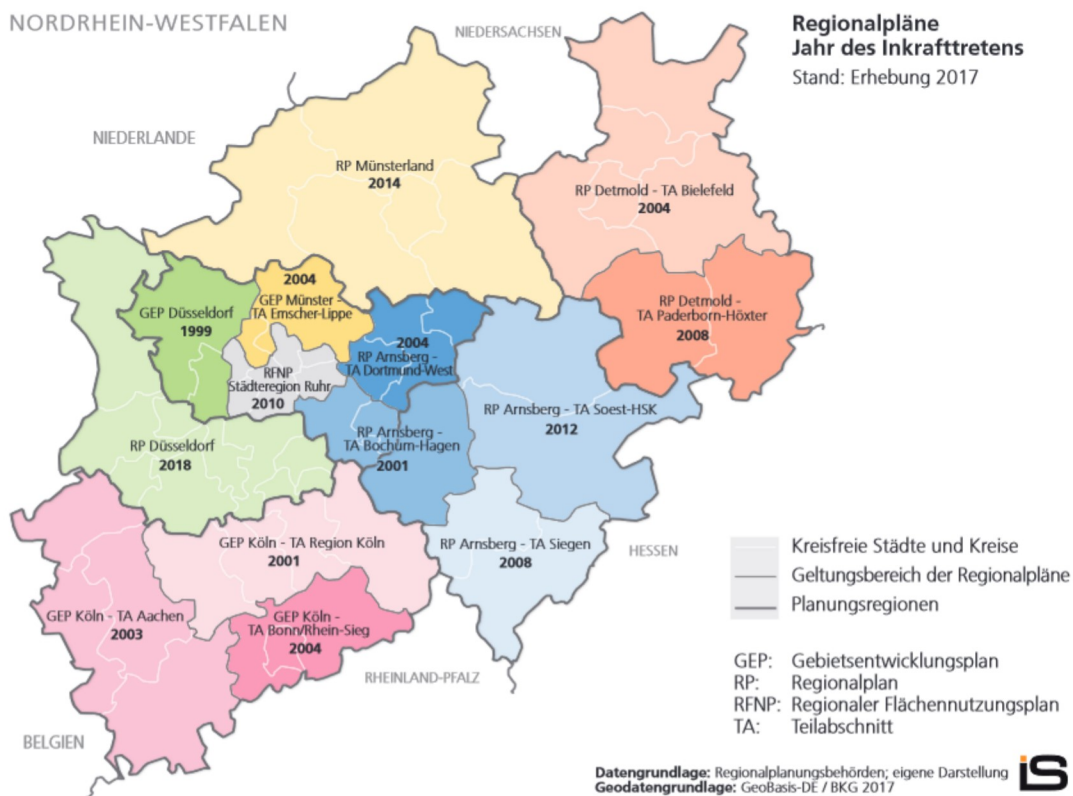 NORDRHEIN-WESTFALEN
Regionalpläne
Jahr des Inkrafttretens
Stand: Erhebung 2017
NIEDERSACHSEN
NIEDERLANDE
RP Münsterland
2014
RP Detmold - TA Bielefeld
2004
GEP Düsseldorf
1999
2004
GEP Münster -
TA Emscher-Lippe
RP Detmold -
TA Paderborn-Höxter
2008
2004
RP Arnsberg -
TA Dortmund-West
RFNP
Städteregion Ruhr
2010
RP Arnsberg - TA Soest-HSK
2012
RP Arnsberg -
TA Bochum-Hagen
2001
RP Düsseldorf
2018
GEP Köln - TA Region Köln
2001
RP Arnsberg - TA Siegen
2008
HESSEN
GEP Köln - TA Aachen
2003
GEP Köln -
TA Bonn/Rhein-Sieg
2004
RHEINLAND-PFALZ
BELGIEN
Kreisfreie Städte und Kreise
Geltungsbereich der Regionalpläne
Planungsregionen
GEP: Gebietsentwicklungsplan
RP: Regionalplan
RFNP: Regionaler Flächennutzungsplan
TA: Teilabschnitt
Datengrundlage: Regionalplanungsbehörden; eigene Darstellung
Geodatengrundlage: GeoBasis-DE / BKG 2017
iS